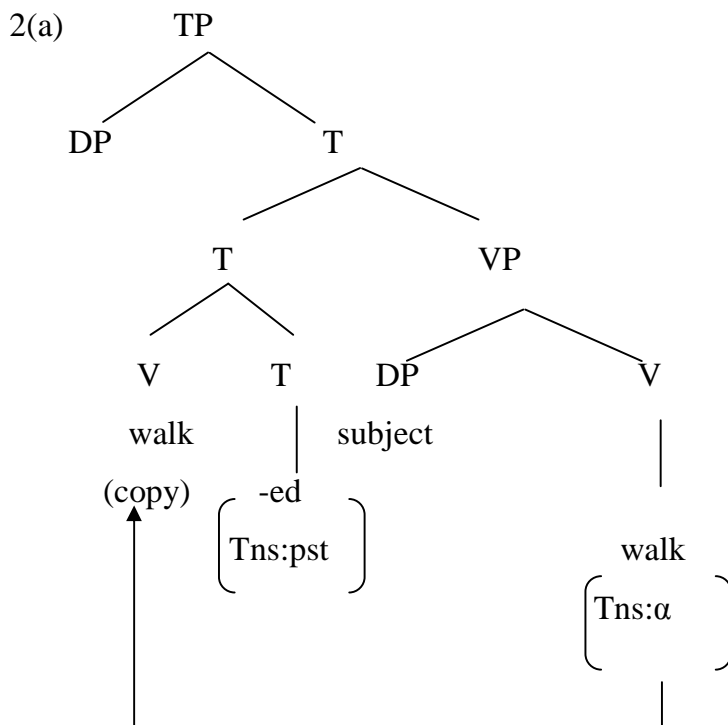 2(a) TP
DP T
T VP
V T DP V
walk subject
(copy) -ed
Tns:pst walk
Tns:α